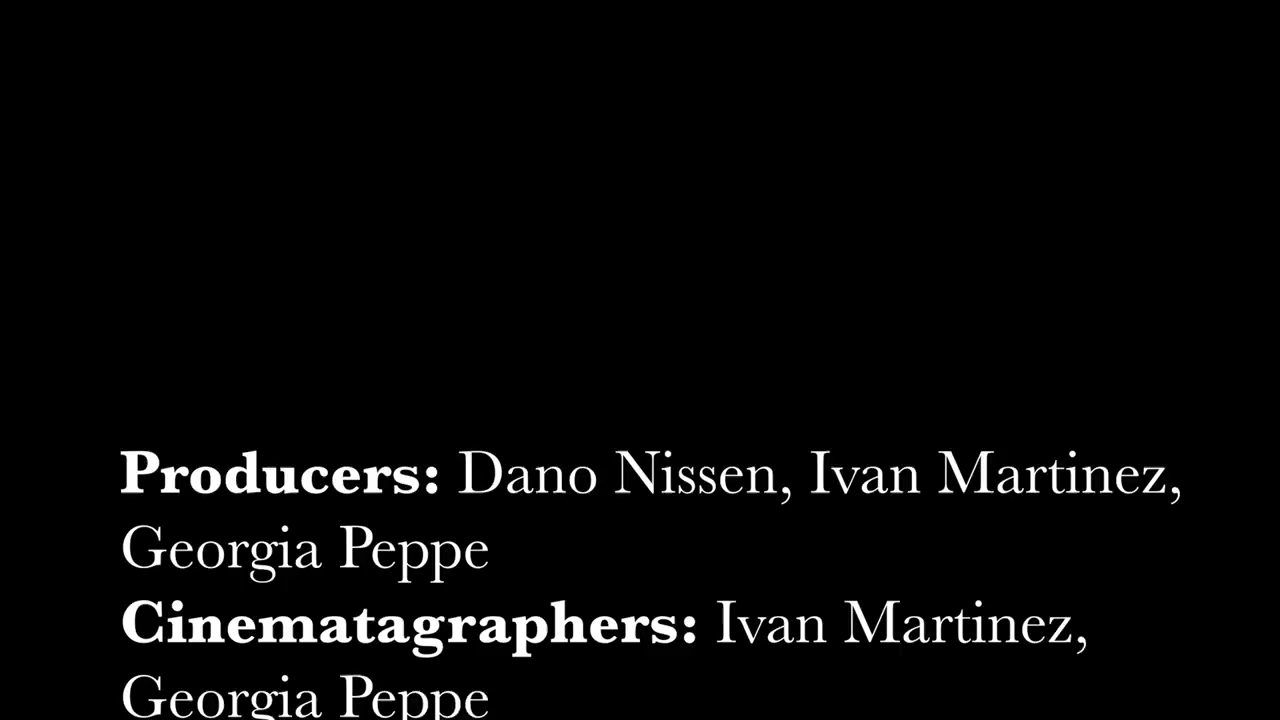 Producers: Dano Nissen, Ivan Martinez,
Georgia Peppe
Cinematagraphers: Ivan Martinez,
Georgia Peppe